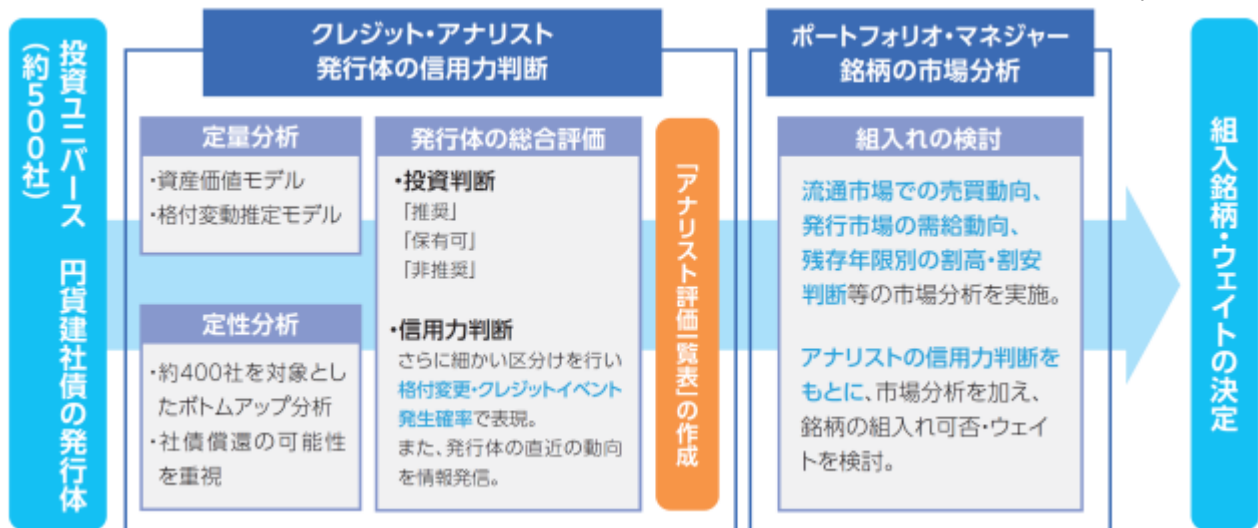 投資ユニバース 円貨建社債の発行体
(約500社)
クレジット・アナリスト
発行体の信用力判断
定量分析
・資産価値モデル
・格付変動推定モデル
定性分析
・約400社を対象とし
たボトムアップ分析
・社債償還の可能性
を重視
発行体の総合評価
・投資判断
「推奨」
「保有可」
「非推奨」
・信用力判断
さらに細かい区分けを行い
格付変更・クレジットイベント
発生確率で表現。
また、発行体の直近の動向
を情報発信。
「アナリスト評価一覧表」の作成
ポートフォリオ・マネジャー
銘柄の市場分析
組入れの検討
流通市場での売買動向、
発行市場の需給動向、
残存年限別の割高・割安
判断等の市場分析を実施。
アナリストの信用力判断を
もとに、市場分析を加え、
銘柄の組入れ可否・ウェイ
トを検討。
組入銘柄・ウェイトの決定